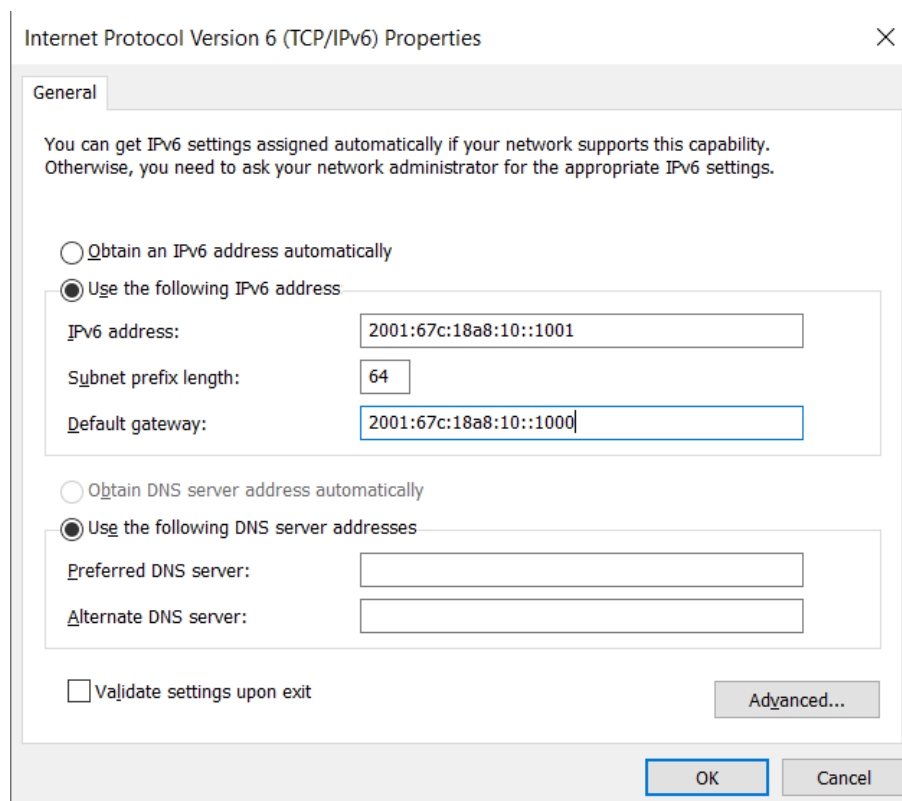 Internet Protocol Version 6 (TCP/IPv6) Properties
General
You can get IPv6 settings assigned automatically if your network supports this capability.
Otherwise, you need to ask your network administrator for the appropriate IPv6 settings.
Obtain an IPv6 address automatically
Use the following IPv6 address
IPv6 address: 2001:67c:18a8:10::1001
Subnet prefix length: 64
Default gateway: 2001:67c:18a8:10::1000
Obtain DNS server address automatically
Use the following DNS server addresses
Preferred DNS server:
Alternate DNS server:
Validate settings upon exit
Advanced...
OK Cancel